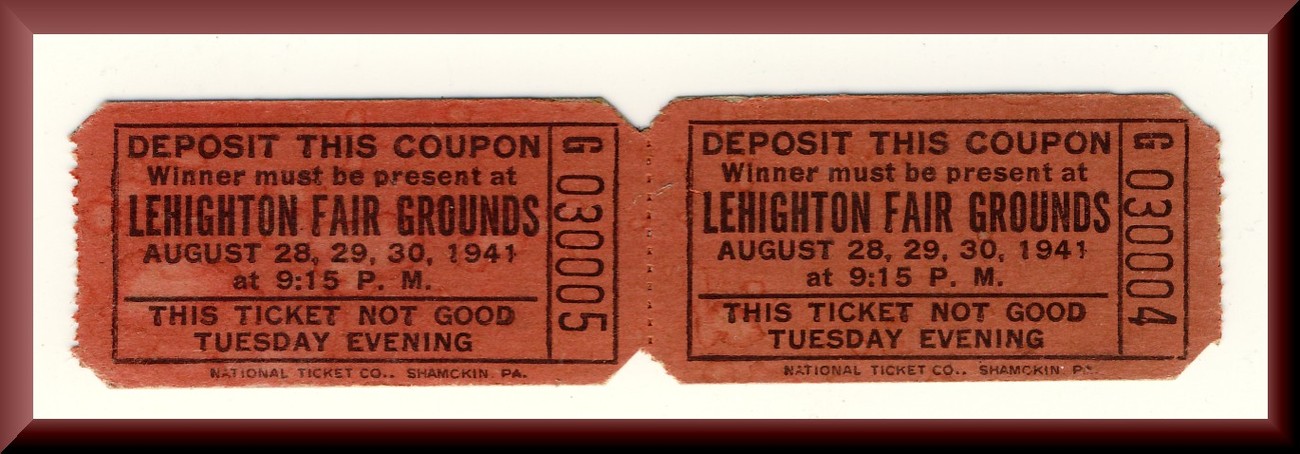 DEPOSIT THIS COUPON
Winner must be present at
LEHIGHTON FAIR GROUNDS
AUGUST 28, 29, 30, 1941
at 9:15 P. M.
THIS TICKET NOT GOOD
TUESDAY EVENING
G 030005
NATIONAL TICKET CO., SHAMOKIN, PA.
DEPOSIT THIS COUPON
Winner must be present at
LEHIGHTON FAIR GROUNDS
AUGUST 28, 29, 30, 1941
at 9:15 P. M.
THIS TICKET NOT GOOD
TUESDAY EVENING
G 030004
NATIONAL TICKET CO., SHAMOKIN, PA.